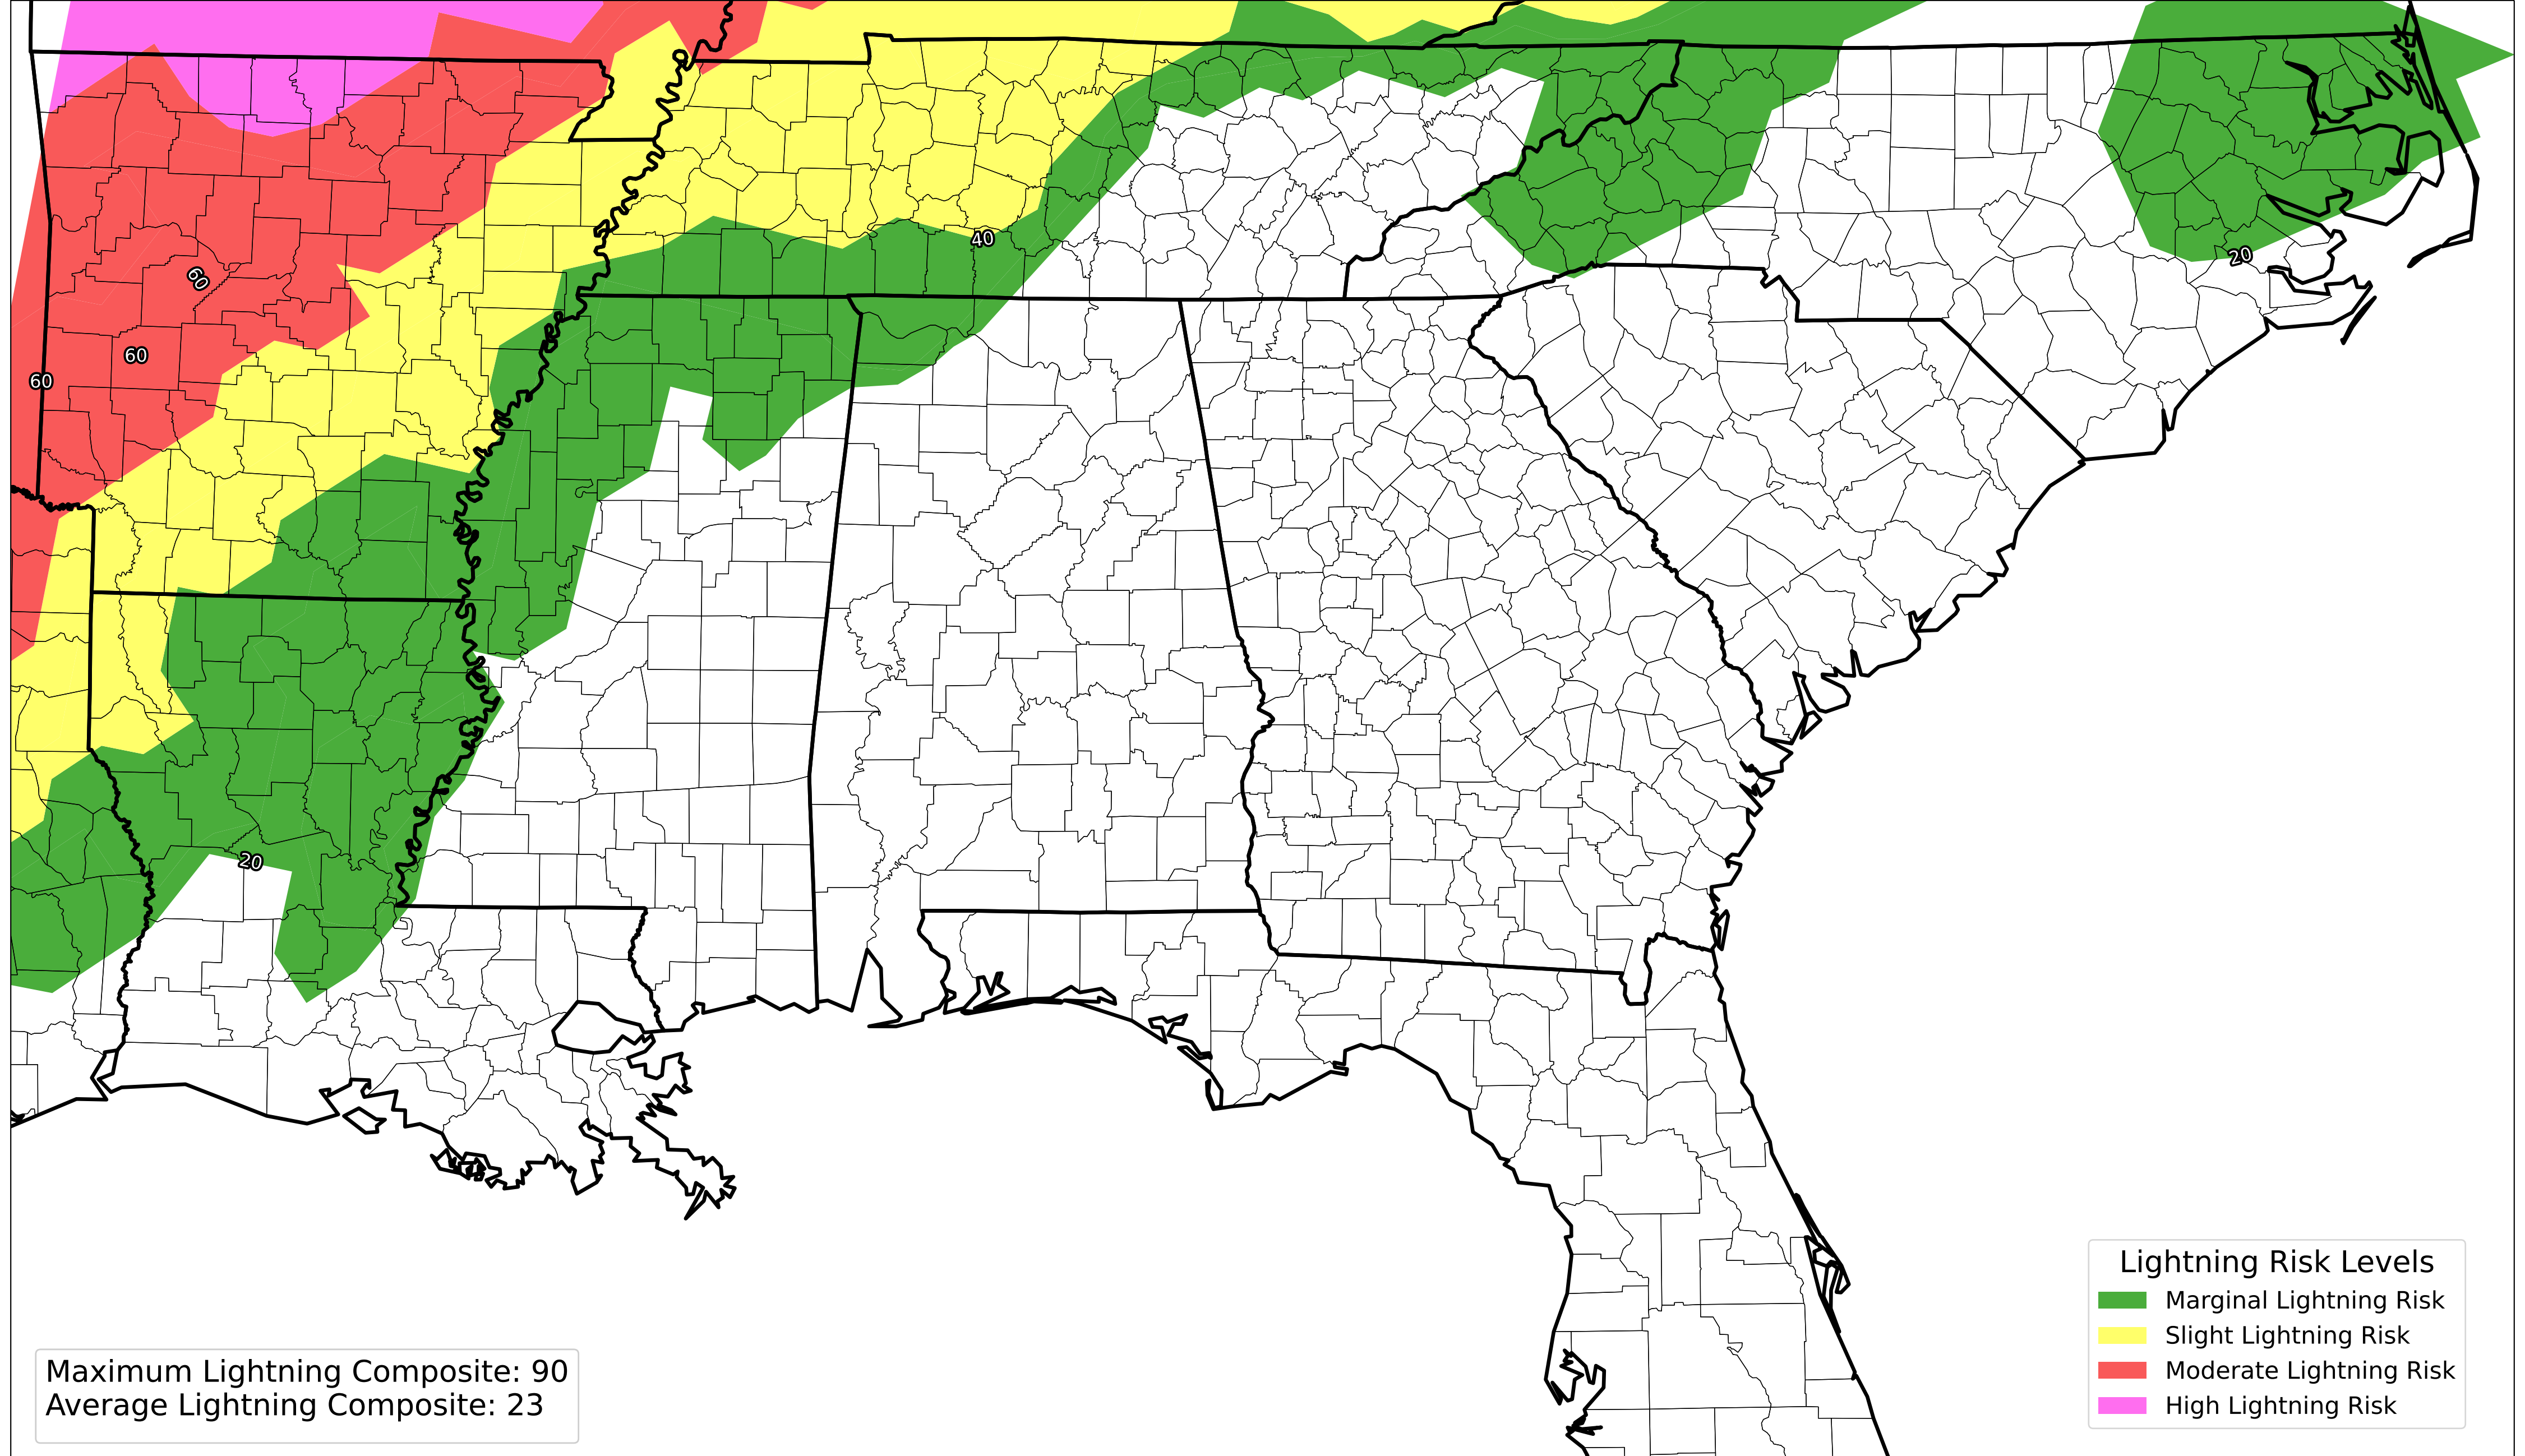 40
20
60
60
60
20
Lightning Risk Levels
Marginal Lightning Risk
Slight Lightning Risk
Moderate Lightning Risk
High Lightning Risk
Maximum Lightning Composite: 90
Average Lightning Composite: 23